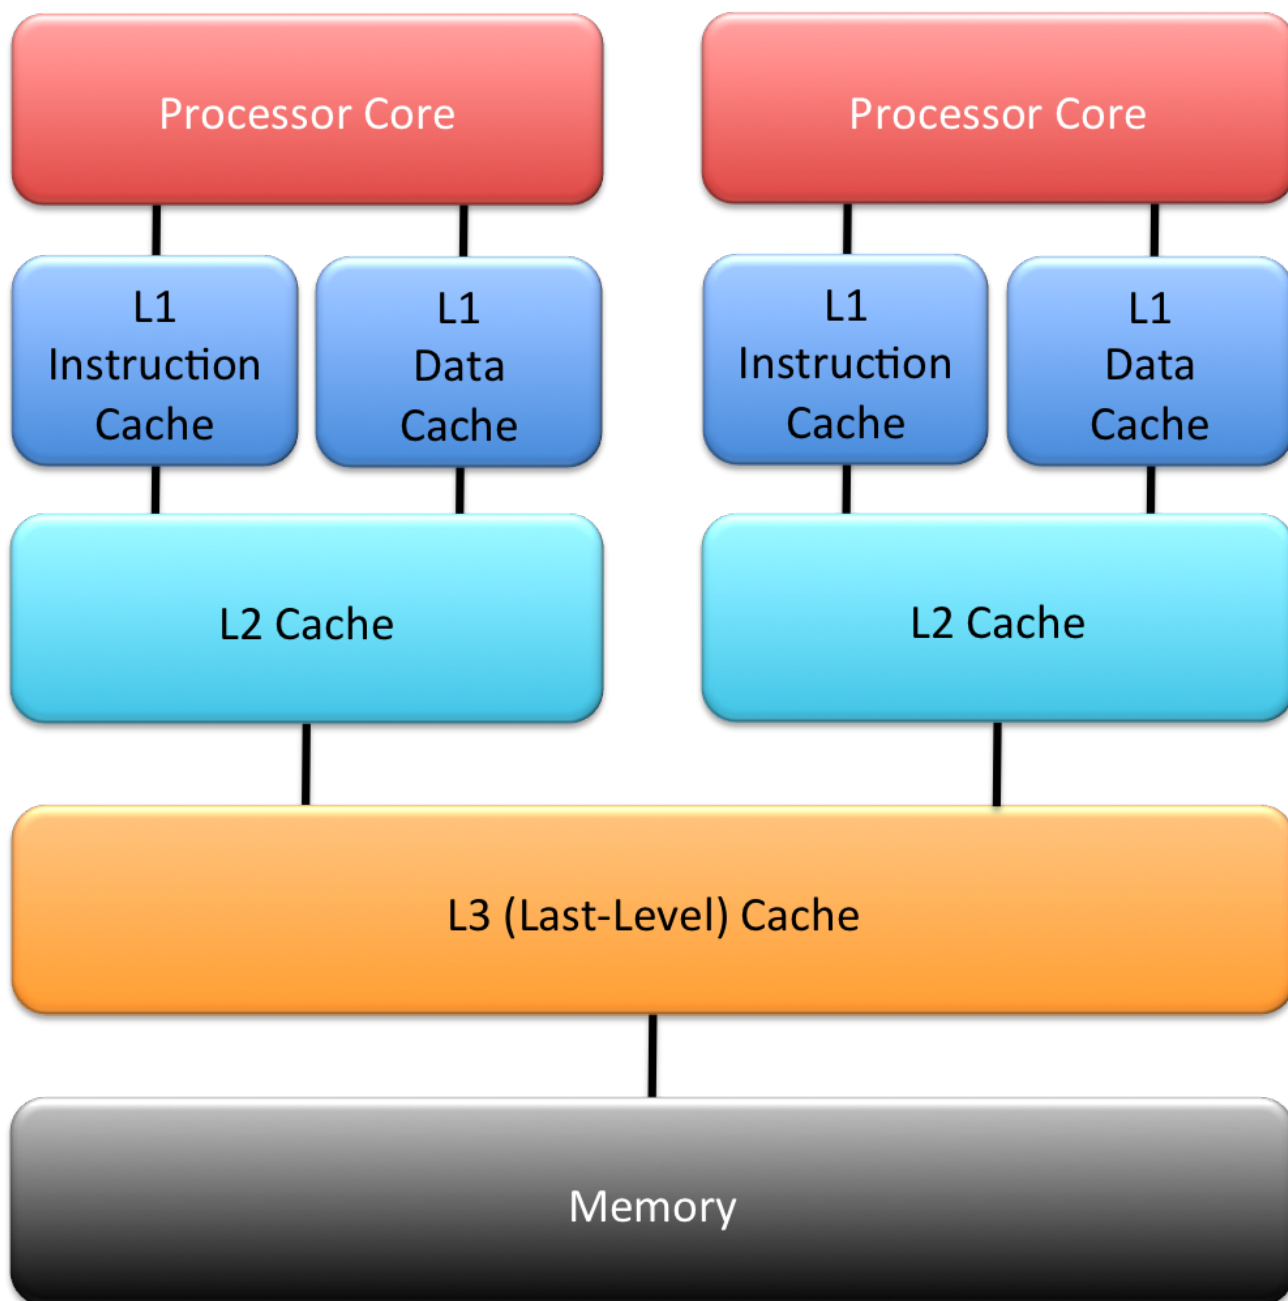 Processor Core
Processor Core
L1
Instruction
Cache
L1
Data
Cache
L1
Instruction
Cache
L1
Data
Cache
L2 Cache
L2 Cache
L3 (Last-Level) Cache
Memory